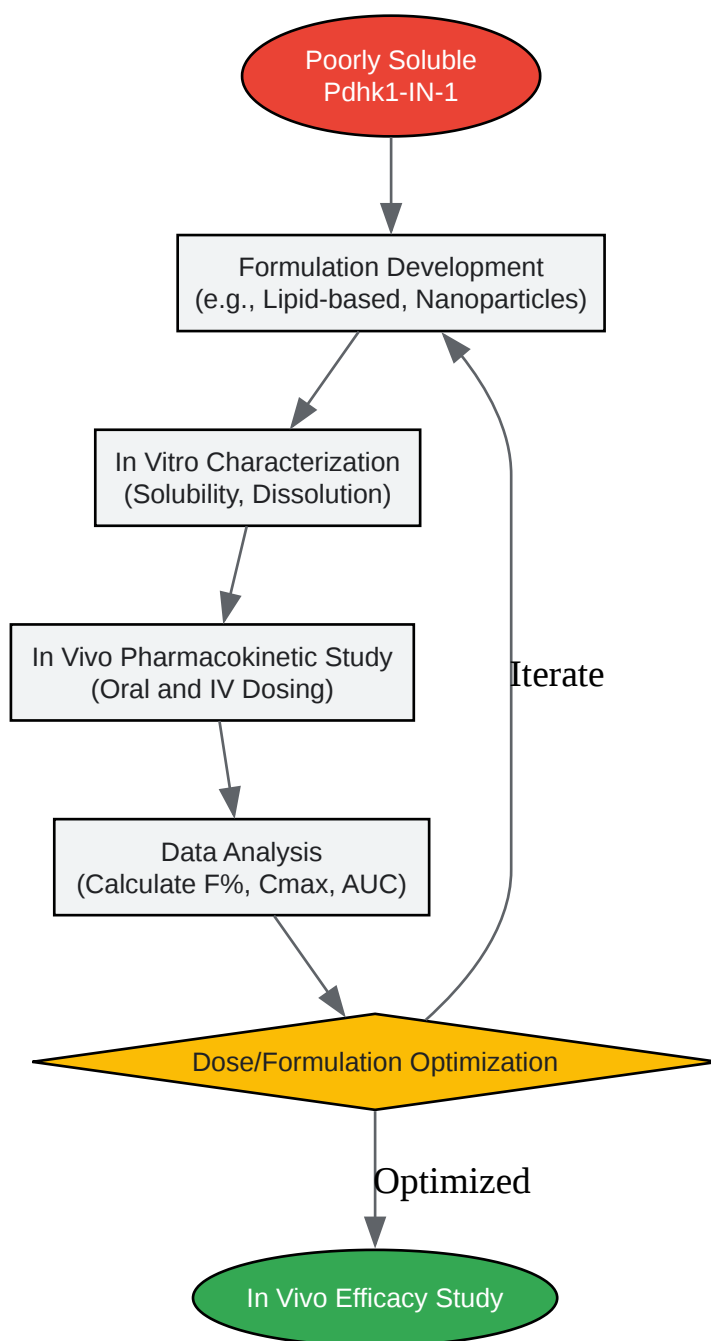 Poorly Soluble
Pdhk1-IN-1
Formulation Development
(e.g., Lipid-based, Nanoparticles)
In Vitro Characterization
(Solubility, Dissolution)
In Vivo Pharmacokinetic Study
(Oral and IV Dosing)
Iterate
Data Analysis
(Calculate F%, Cmax, AUC)
Dose/Formulation Optimization
Optimized
In Vivo Efficacy Study